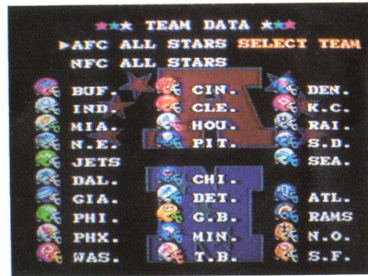 ★★★ TEAM DATA ★★★
▶AFC ALL STARS SELECT TEAM
NFC ALL STARS
BUF. CIN. DEN.
IND. CLE. K.C.
MIA. HOU. RAI.
N.E. PIT. S.D.
JETS SEA.
DAL. CHI.
GIA. DET. ATL.
PHI. G.B. RAMS
PHX. MIN. N.O.
WAS. T.B. S.F.